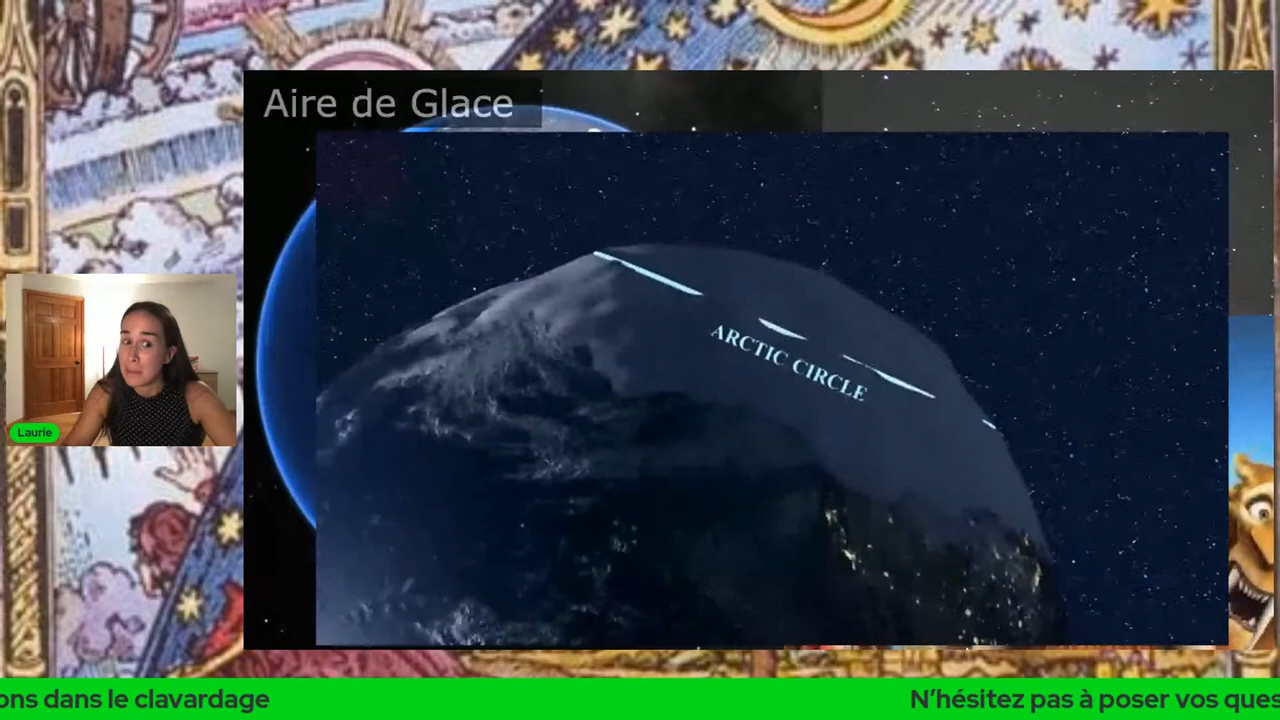 Aire de Glace
ARCTIC CIRCLE
Laurie
ons dans le clavardage
N'hésitez pas à poser vos ques